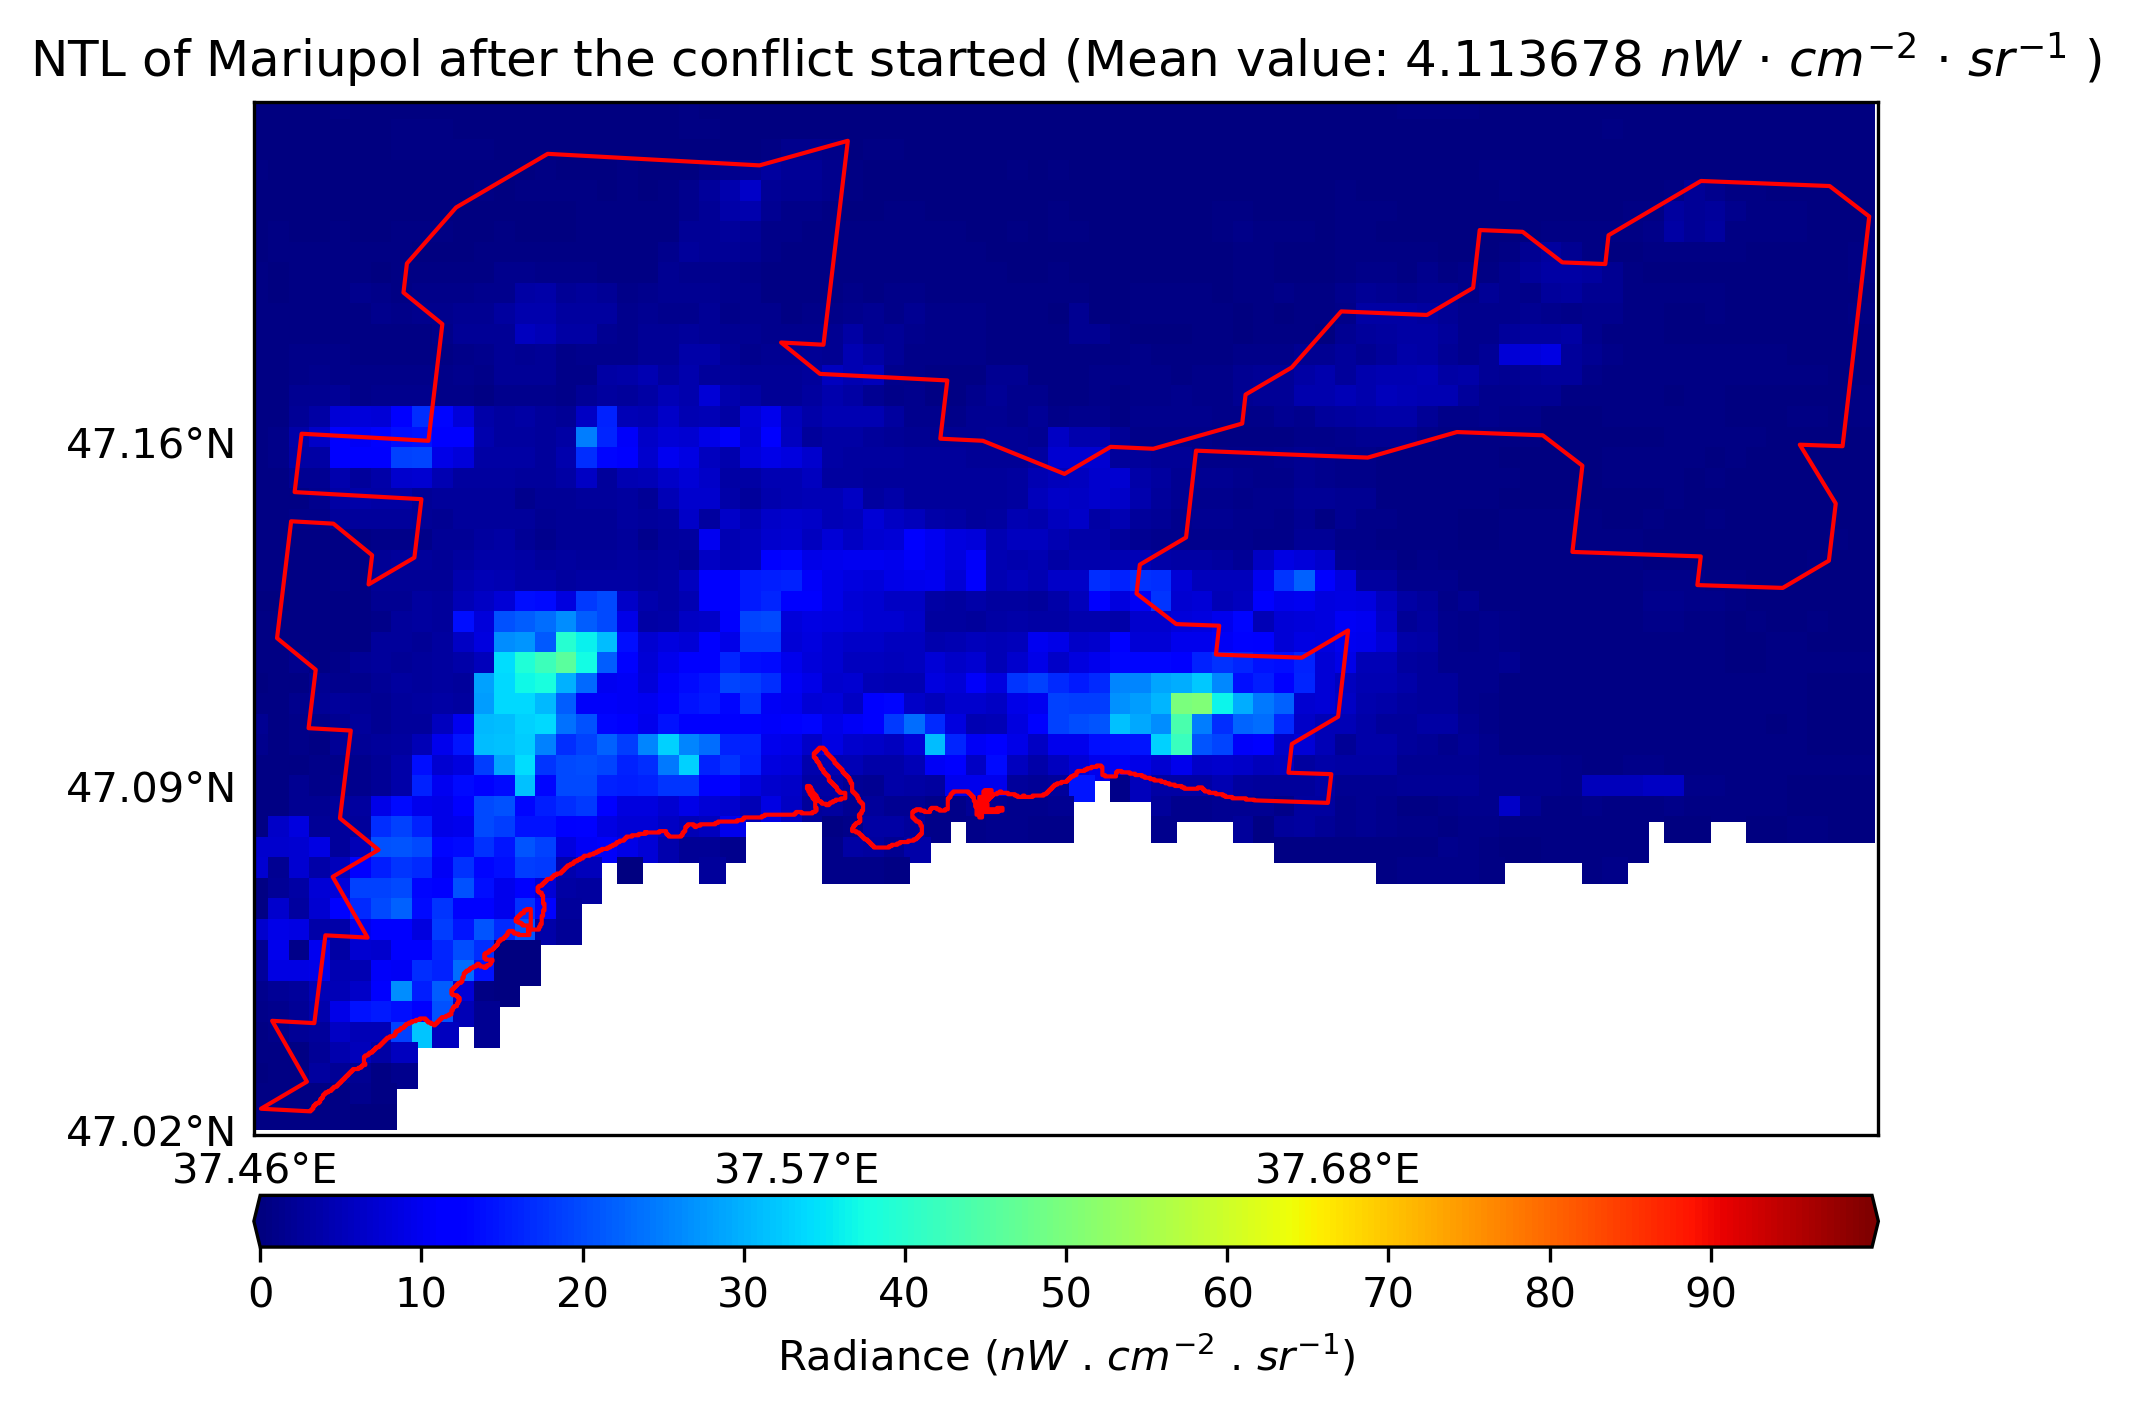 NTL of Mariupol after the conflict started (Mean value: 4.113678 nW · cm⁻² · sr⁻¹ )
47.16°N
47.09°N
47.02°N
37.46°E 37.57°E 37.68°E
0 10 20 30 40 50 60 70 80 90
Radiance (nW . cm⁻² . sr⁻¹)